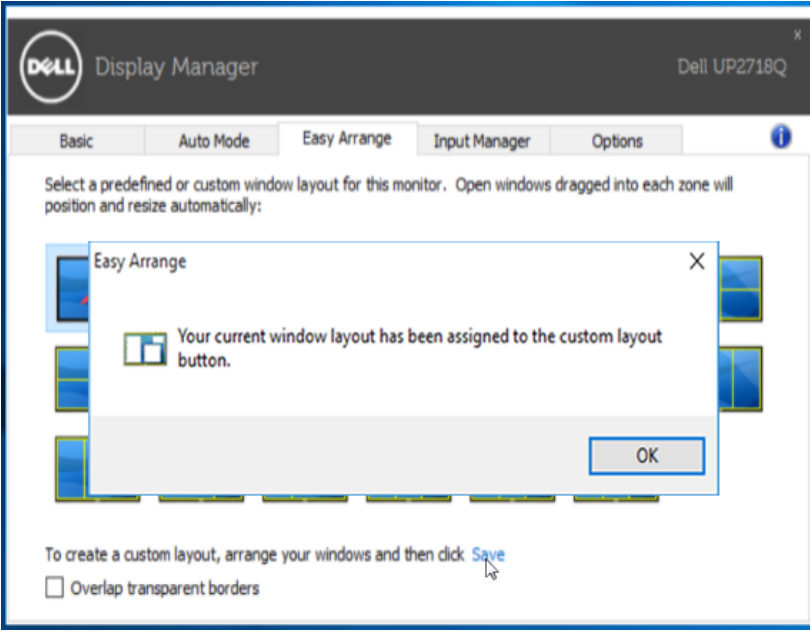 x
DELL Display Manager
Dell UP2718Q
Basic
Auto Mode
Easy Arrange
Input Manager
Options
i
Select a predefined or custom window layout for this monitor. Open windows dragged into each zone will
position and resize automatically:
Easy Arrange
Your current window layout has been assigned to the custom layout
button.
OK
To create a custom layout, arrange your windows and then click Save
Overlap transparent borders